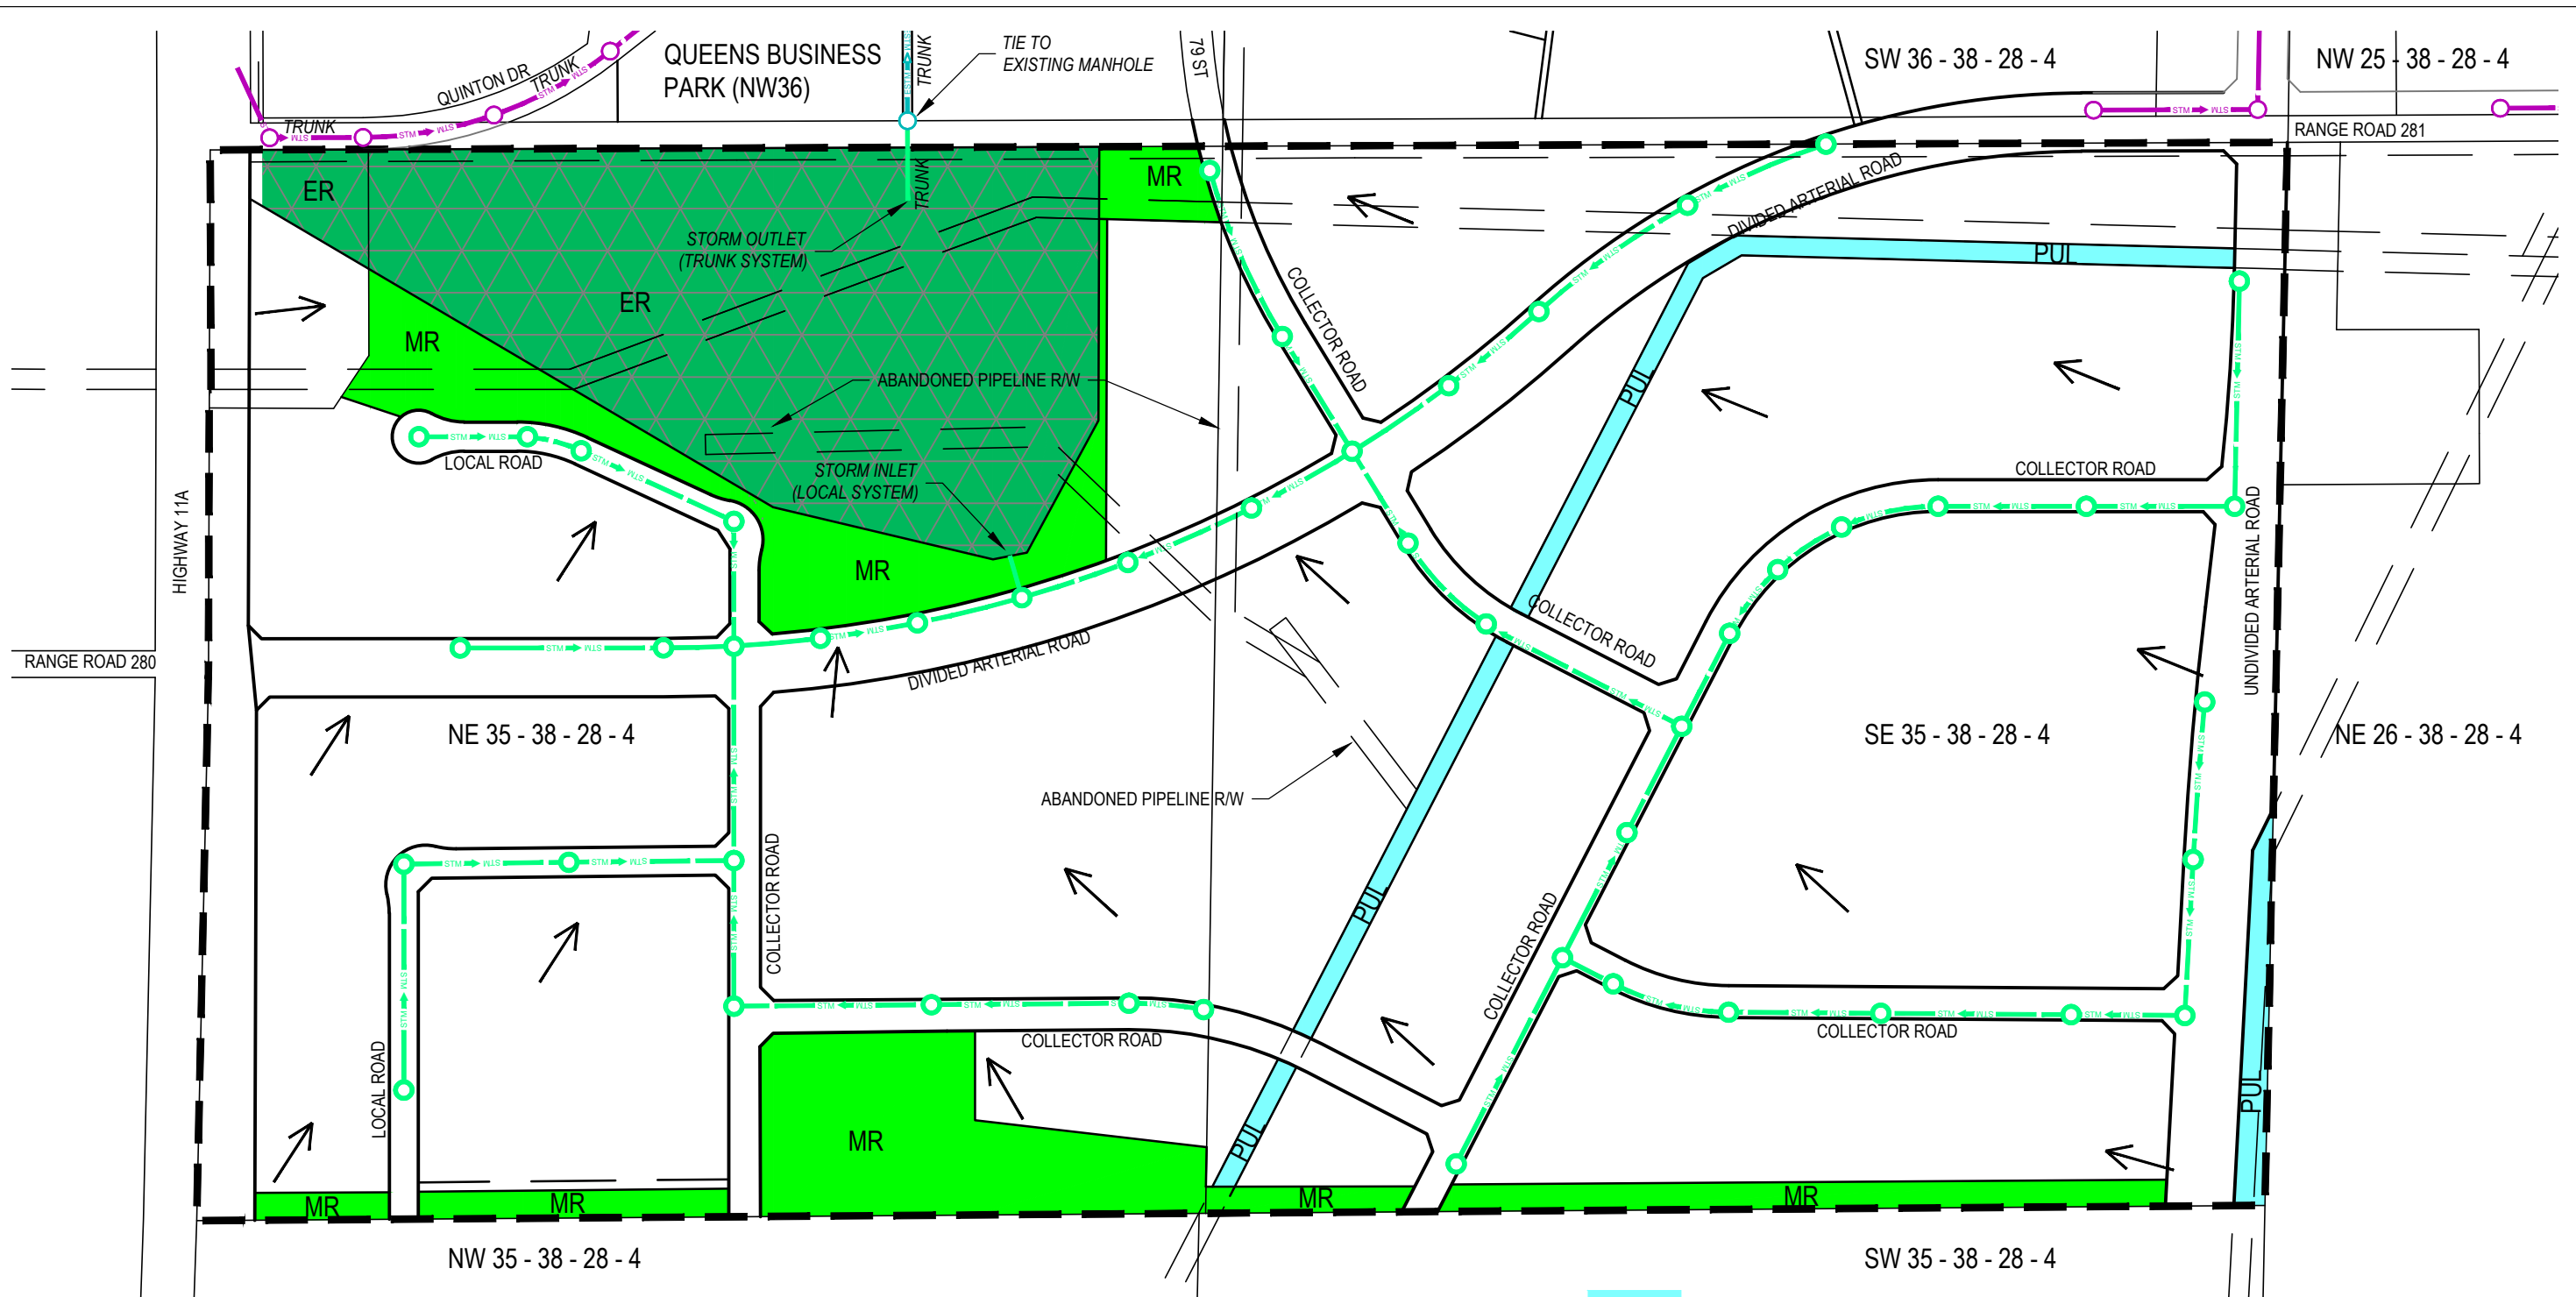 QUEENS BUSINESS
PARK (NW36)
TIE TO
EXISTING MANHOLE
TRUNK
79 ST
SW 36 - 38 - 28 - 4
NW 25 - 38 - 28 - 4
QUINTON DR
TRUNK
TRUNK
RANGE ROAD 281
ER
TRUNK
MR
DIVIDED ARTERIAL ROAD
STORM OUTLET
(TRUNK SYSTEM)
PUL
ER
COLLECTOR ROAD
MR
PUL
ABANDONED PIPELINE R/W
LOCAL ROAD
STORM INLET
(LOCAL SYSTEM)
COLLECTOR ROAD
HIGHWAY 11A
MR
UNDIVIDED ARTERIAL ROAD
COLLECTOR ROAD
RANGE ROAD 280
DIVIDED ARTERIAL ROAD
NE 35 - 38 - 28 - 4
SE 35 - 38 - 28 - 4
NE 26 - 38 - 28 - 4
ABANDONED PIPELINE R/W
COLLECTOR ROAD
PUL
COLLECTOR ROAD
COLLECTOR ROAD
COLLECTOR ROAD
LOCAL ROAD
MR
PUL
PUL
MR
MR
MR
MR
NW 35 - 38 - 28 - 4
SW 35 - 38 - 28 - 4